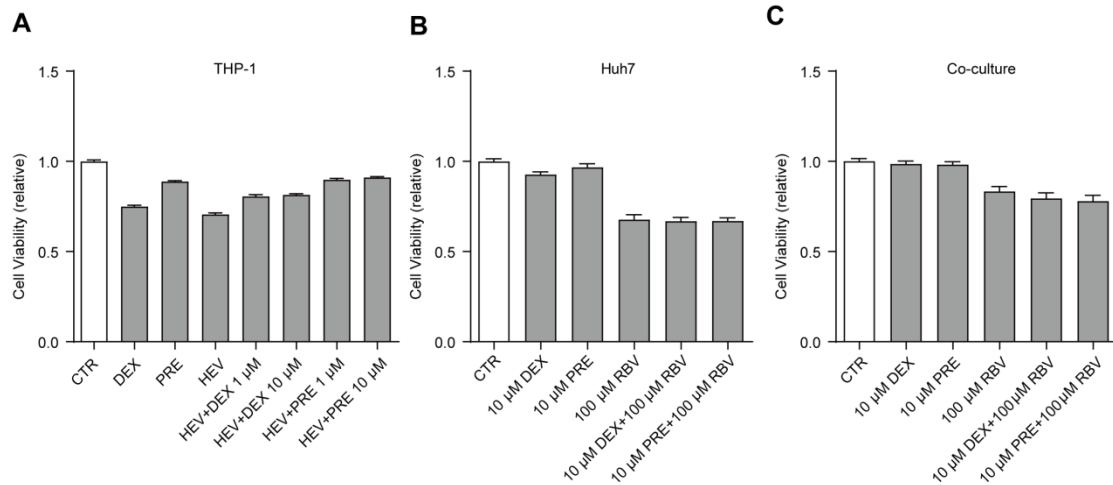 A
THP-1
Cell Viability (relative)
1.5
1.0
0.5
0.0
CTR
DEX
PRE
HEV
HEV+DEX 1 µM
HEV+DEX 10 µM
HEV+PRE 1 µM
HEV+PRE 10 µM
B
Huh7
Cell Viability (relative)
1.5
1.0
0.5
0.0
CTR
10 µM DEX
10 µM PRE
100 µM RBV
10 µM DEX+100 µM RBV
10 µM PRE+100 µM RBV
C
Co-culture
Cell Viability (relative)
1.5
1.0
0.5
0.0
CTR
10 µM DEX
10 µM PRE
100 µM RBV
10 µM DEX+100 µM RBV
10 µM PRE+100 µM RBV